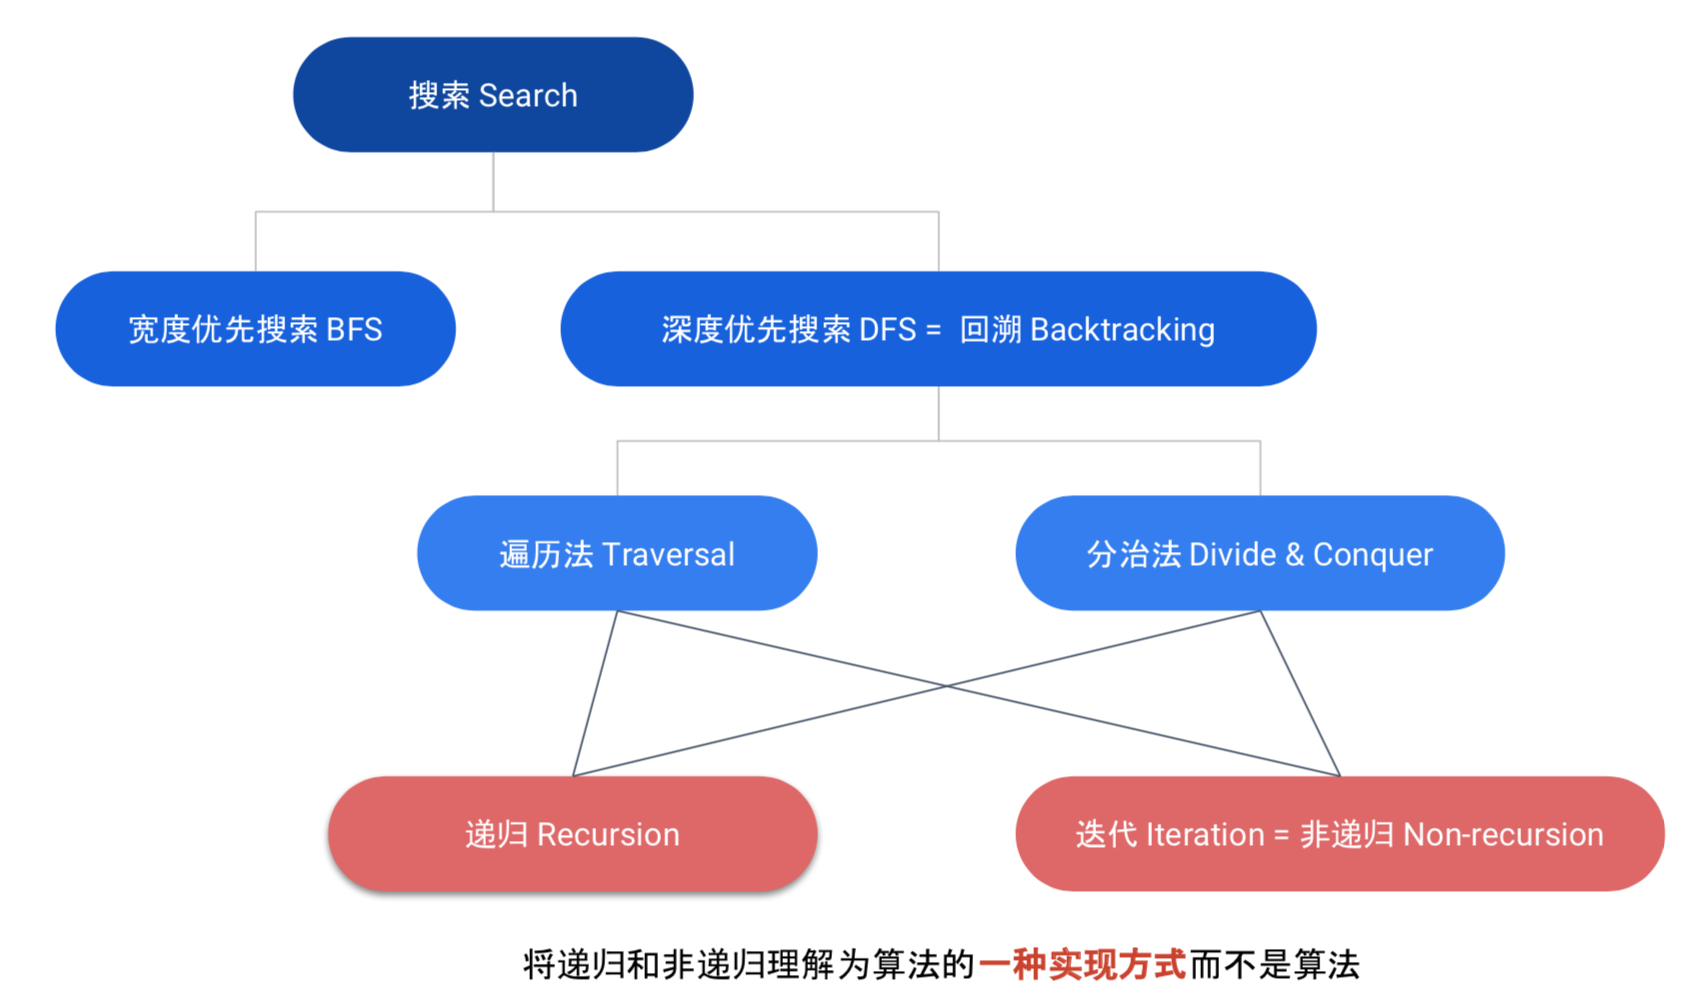 搜索 Search
宽度优先搜索 BFS
深度优先搜索 DFS = 回溯 Backtracking
遍历法 Traversal
分治法 Divide & Conquer
递归 Recursion
迭代 Iteration = 非递归 Non-recursion
将递归和非递归理解为算法的一种实现方式而不是算法